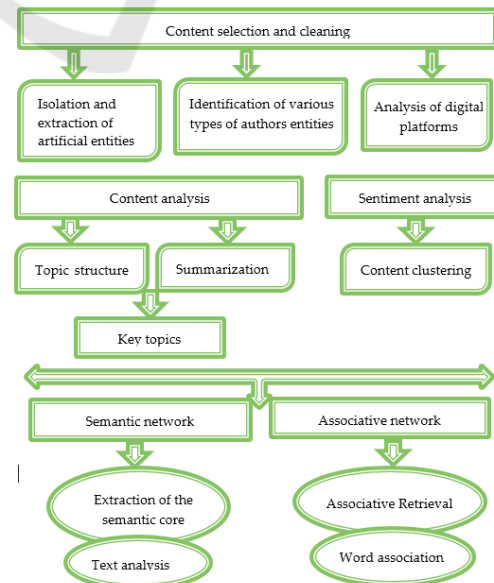 Content selection and cleaning
Isolation and
extraction of
artificial entities
Identification of various
types of authors entities
Analysis of digital
platforms
Content analysis
Sentiment analysis
Topic structure
Summarization
Content clustering
Key topics
Semantic network
Associative network
Extraction of the
semantic core
Associative Retrieval
Text analysis
Word association